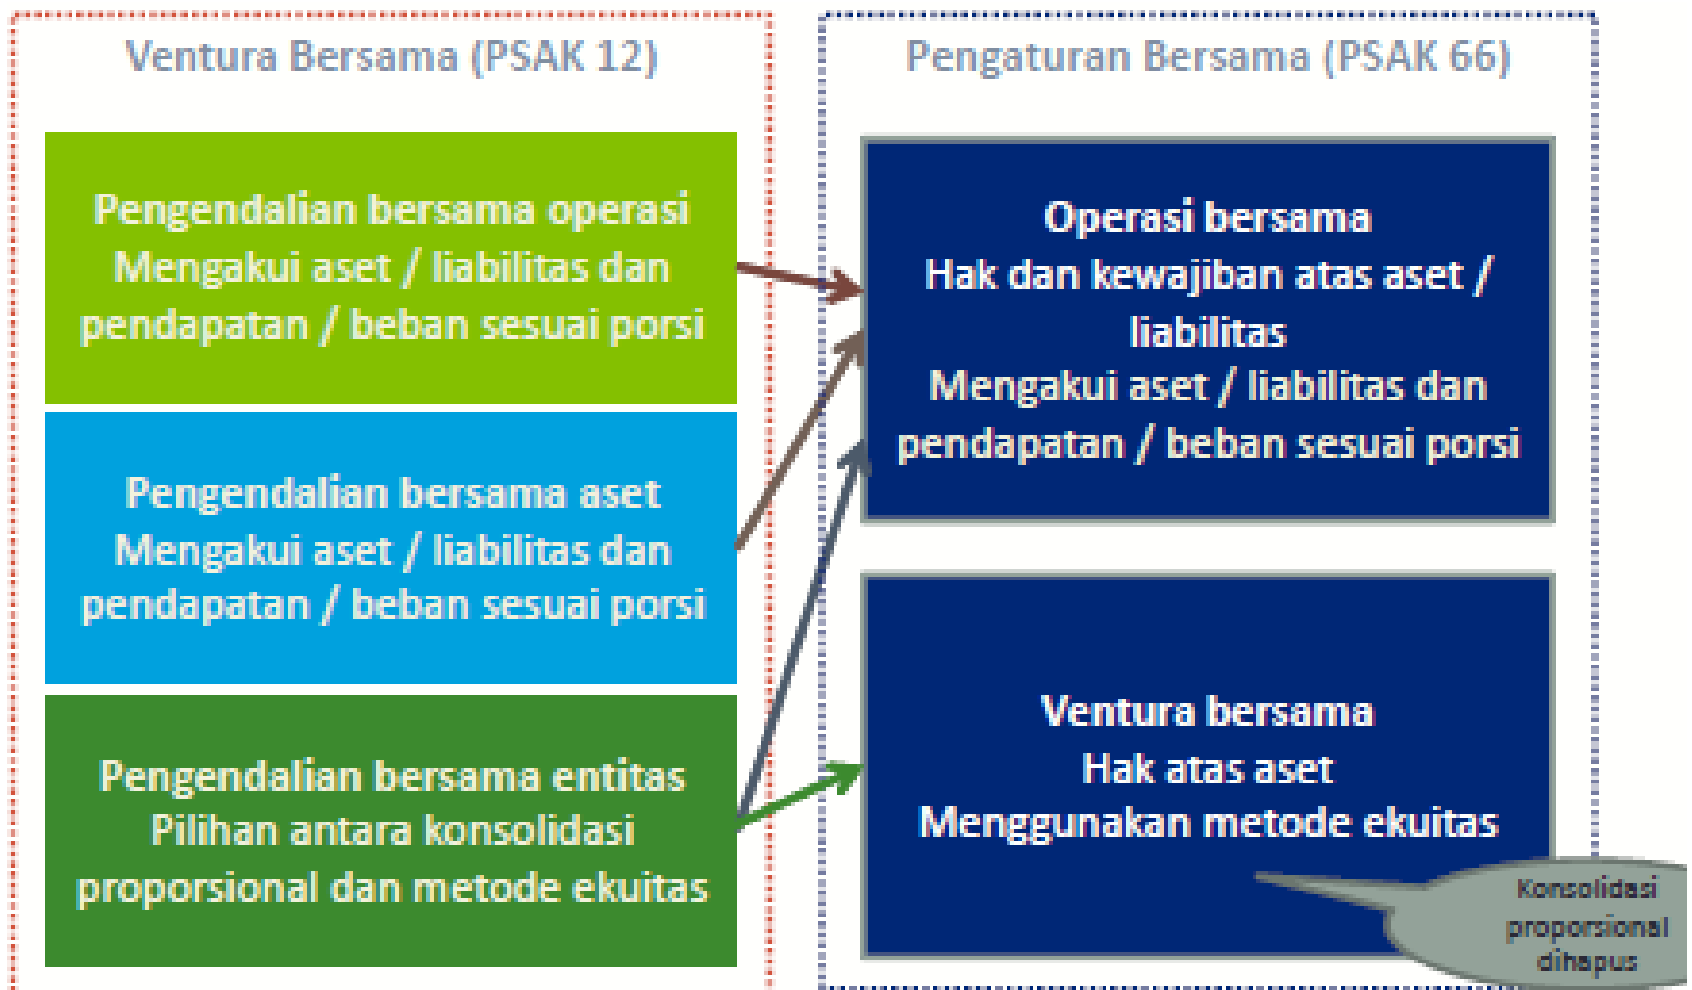 Ventura Bersama (PSAK 12)
Pengendalian bersama operasi
Mengakui aset / liabilitas dan
pendapatan / beban sesuai porsi
Pengendalian bersama aset
Mengakui aset / liabilitas dan
pendapatan / beban sesuai porsi
Pengendalian bersama entitas
Pilihan antara konsolidasi
proporsional dan metode ekuitas
Pengaturan Bersama (PSAK 66)
Operasi bersama
Hak dan kewajiban atas aset /
liabilitas
Mengakui aset / liabilitas dan
pendapatan / beban sesuai porsi
Ventura bersama
Hak atas aset
Menggunakan metode ekuitas
Konsolidasi
proporsional
dihapus